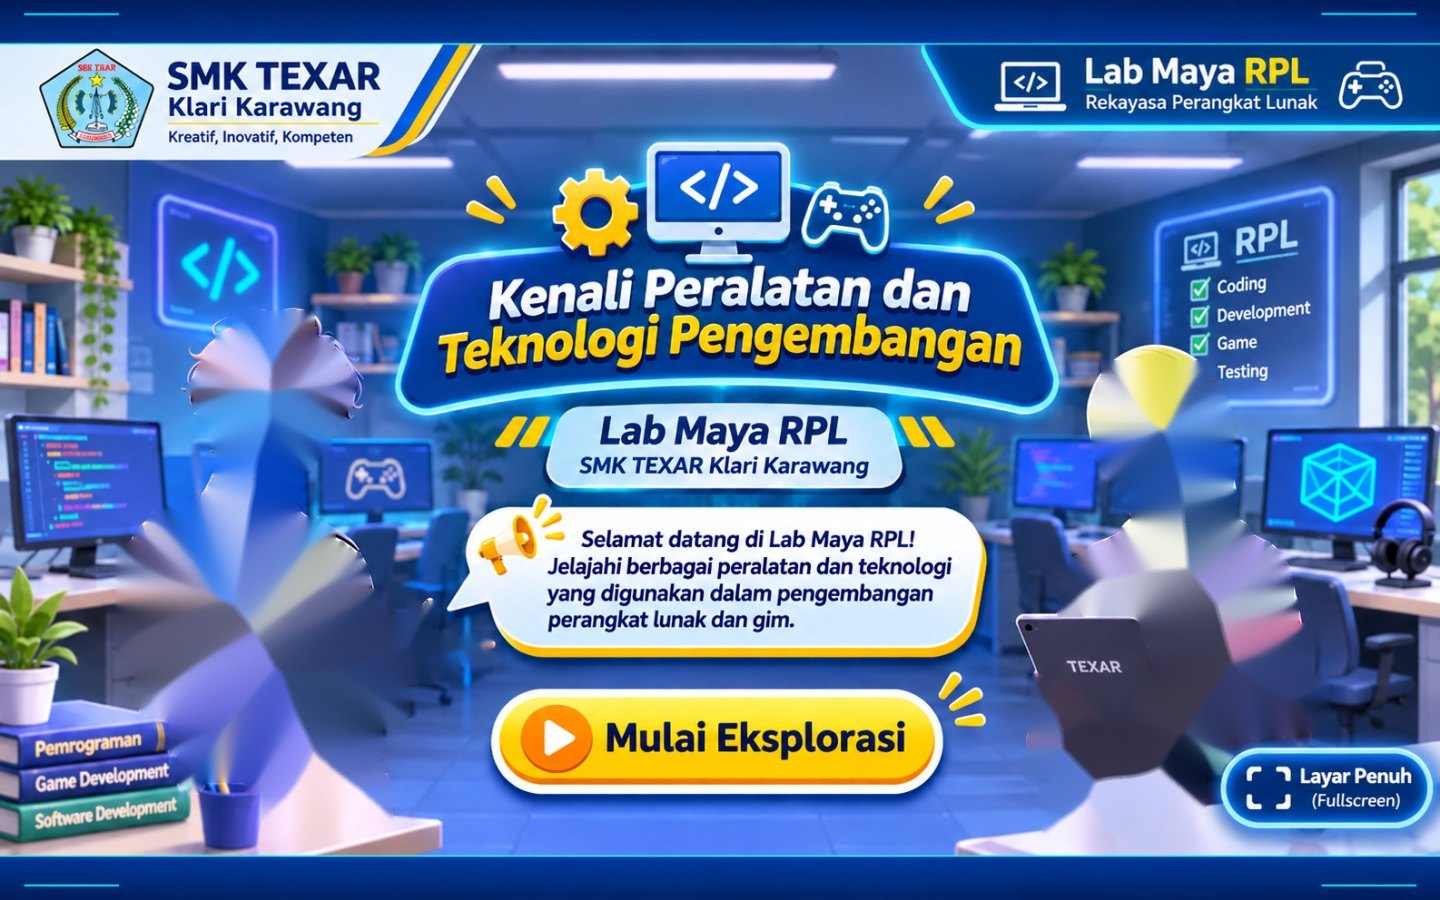 SMK TEXAR
Klari Karawang
Kreatif, Inovatif, Kompeten
Lab Maya RPL
Rekayasa Perangkat Lunak
</>
</>
</>
</>
RPL
Coding
Development
Game
Testing
Kenali Peralatan dan
Teknologi Pengembangan
Lab Maya RPL
SMK TEXAR Klari Karawang
Selamat datang di Lab Maya RPL!
Jelajahi berbagai peralatan dan teknologi
yang digunakan dalam pengembangan
perangkat lunak dan gim.
TEXAR
Mulai Eksplorasi
Pemrograman
Game Development
Software Development
Layar Penuh
(Fullscreen)